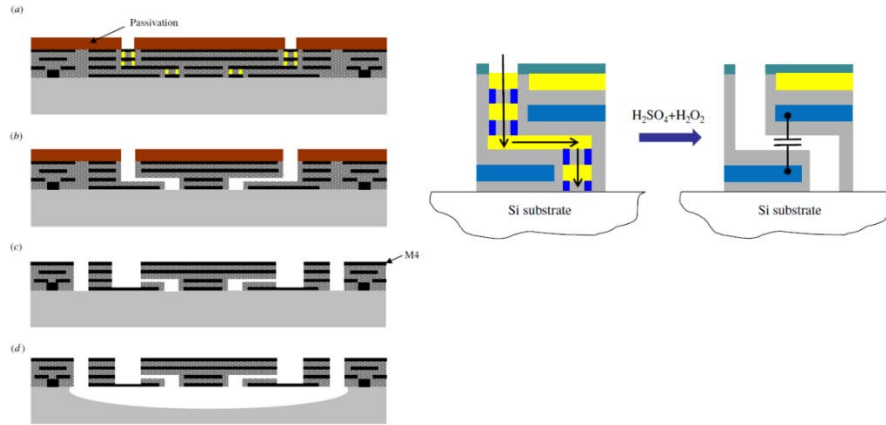 (a)
Passivation
(b)
(c)
M4
(d)
H₂SO₄+H₂O₂
Si substrate
Si substrate